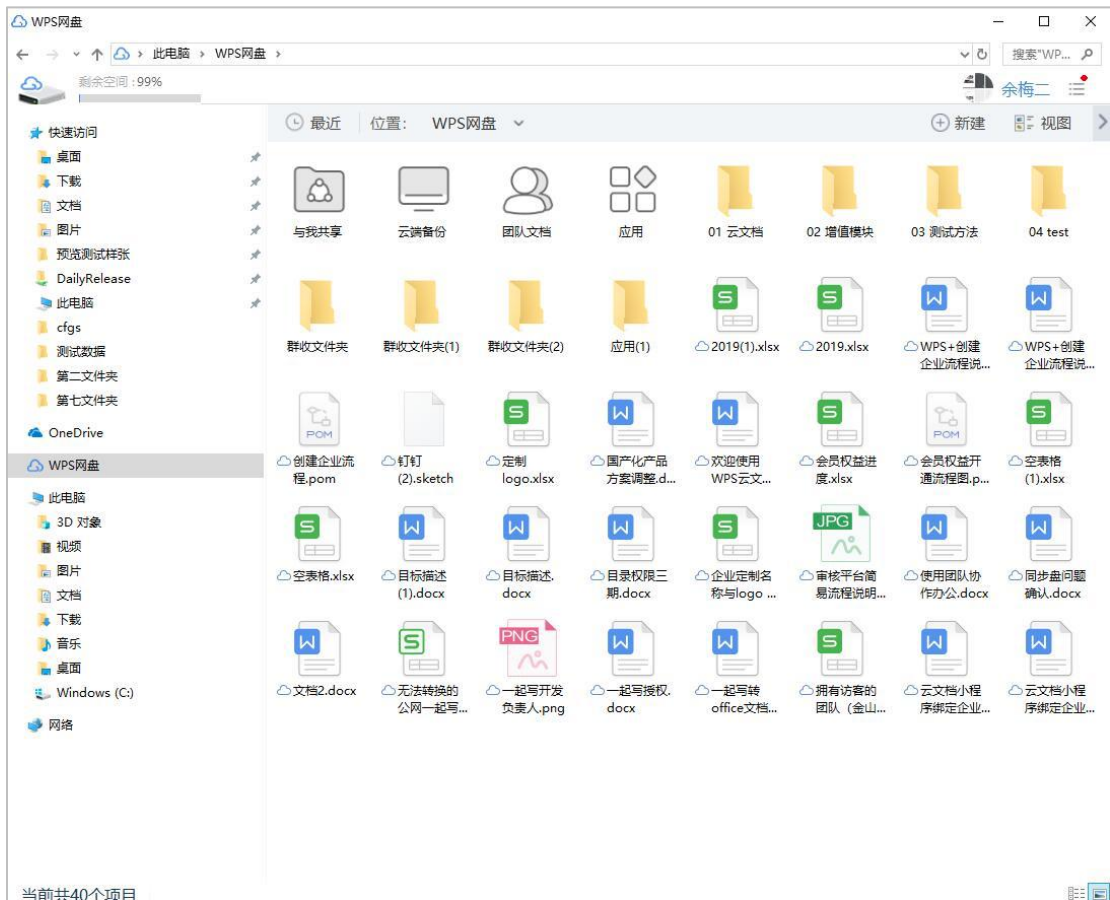 WPS网盘
此电脑 › WPS网盘 ›
搜索"WP...
剩余空间：99%
余梅二
最近
位置：
WPS网盘
新建
视图
快速访问
桌面
下载
文档
图片
预览测试样张
DailyRelease
此电脑
cfgs
测试数据
第二文件夹
第七文件夹
OneDrive
WPS网盘
此电脑
3D 对象
视频
图片
文档
下载
音乐
桌面
Windows (C:)
网络
与我共享
云端备份
团队文档
应用
01 云文档
02 增值模块
03 测试方法
04 test
群收文件夹
群收文件夹(1)
群收文件夹(2)
应用(1)
2019(1).xlsx
2019.xlsx
WPS+创建
企业流程说...
WPS+创建
企业流程说...
POM
创建企业流
程.pom
钉钉
(2).sketch
定制
logo.xlsx
国产化产品
方案调整.d...
欢迎使用
WPS云文...
会员权益进
度.xlsx
POM
会员权益开
通流程图.p...
空表格
(1).xlsx
空表格.xlsx
目标描述
(1).docx
目标描述.
docx
目录权限三
期.docx
企业定制名
称与logo ...
JPG
审核平台简
易流程说明...
使用团队协
作办公.docx
同步盘问题
确认.docx
文档2.docx
无法转换的
公网一起写...
PNG
一起写开发
负责人.png
一起写授权.
docx
一起写转
office文档...
拥有访客的
团队（金山...
云文档小程
序绑定企业...
云文档小程
序绑定企业...
当前共40个项目